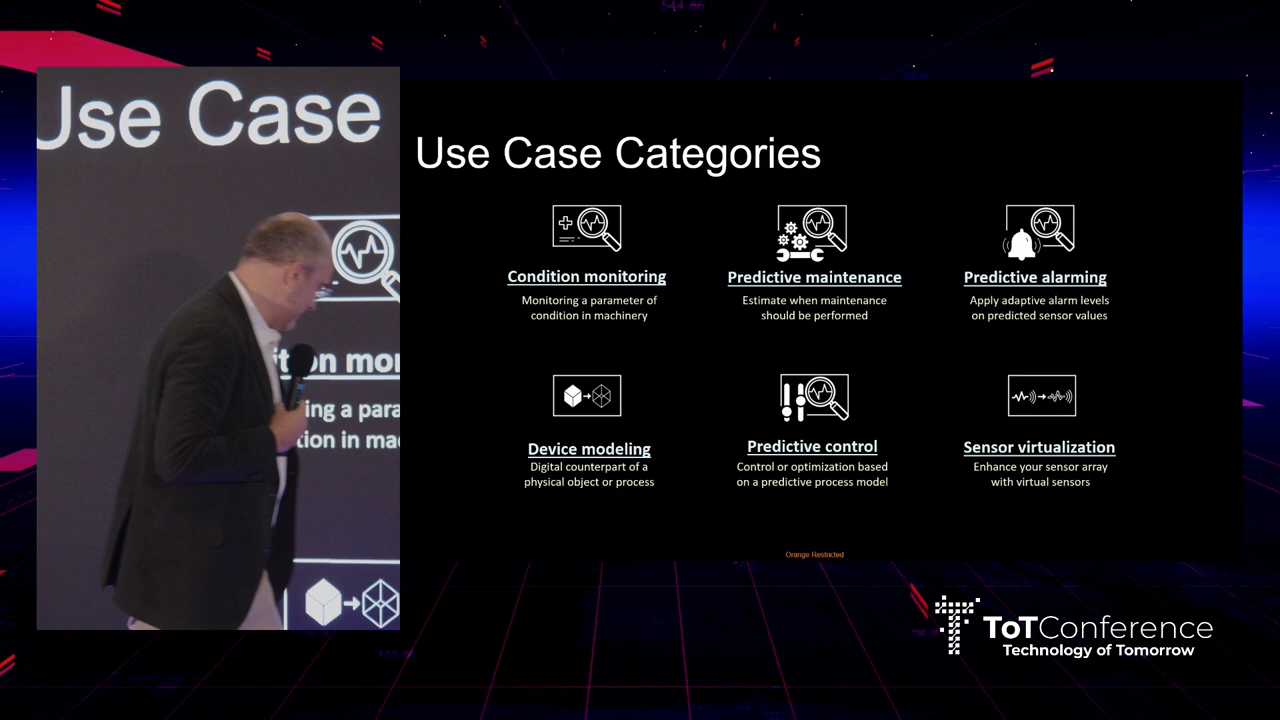 Use Case
it on mor
ing a para
tion in mac
Use Case Categories
Condition monitoring
Monitoring a parameter of
condition in machinery
Predictive maintenance
Estimate when maintenance
should be performed
Predictive alarming
Apply adaptive alarm levels
on predicted sensor values
Device modeling
Digital counterpart of a
physical object or process
Predictive control
Control or optimization based
on a predictive process model
Sensor virtualization
Enhance your sensor array
with virtual sensors
Orange Restricted
ToTConference
Technology of Tomorrow